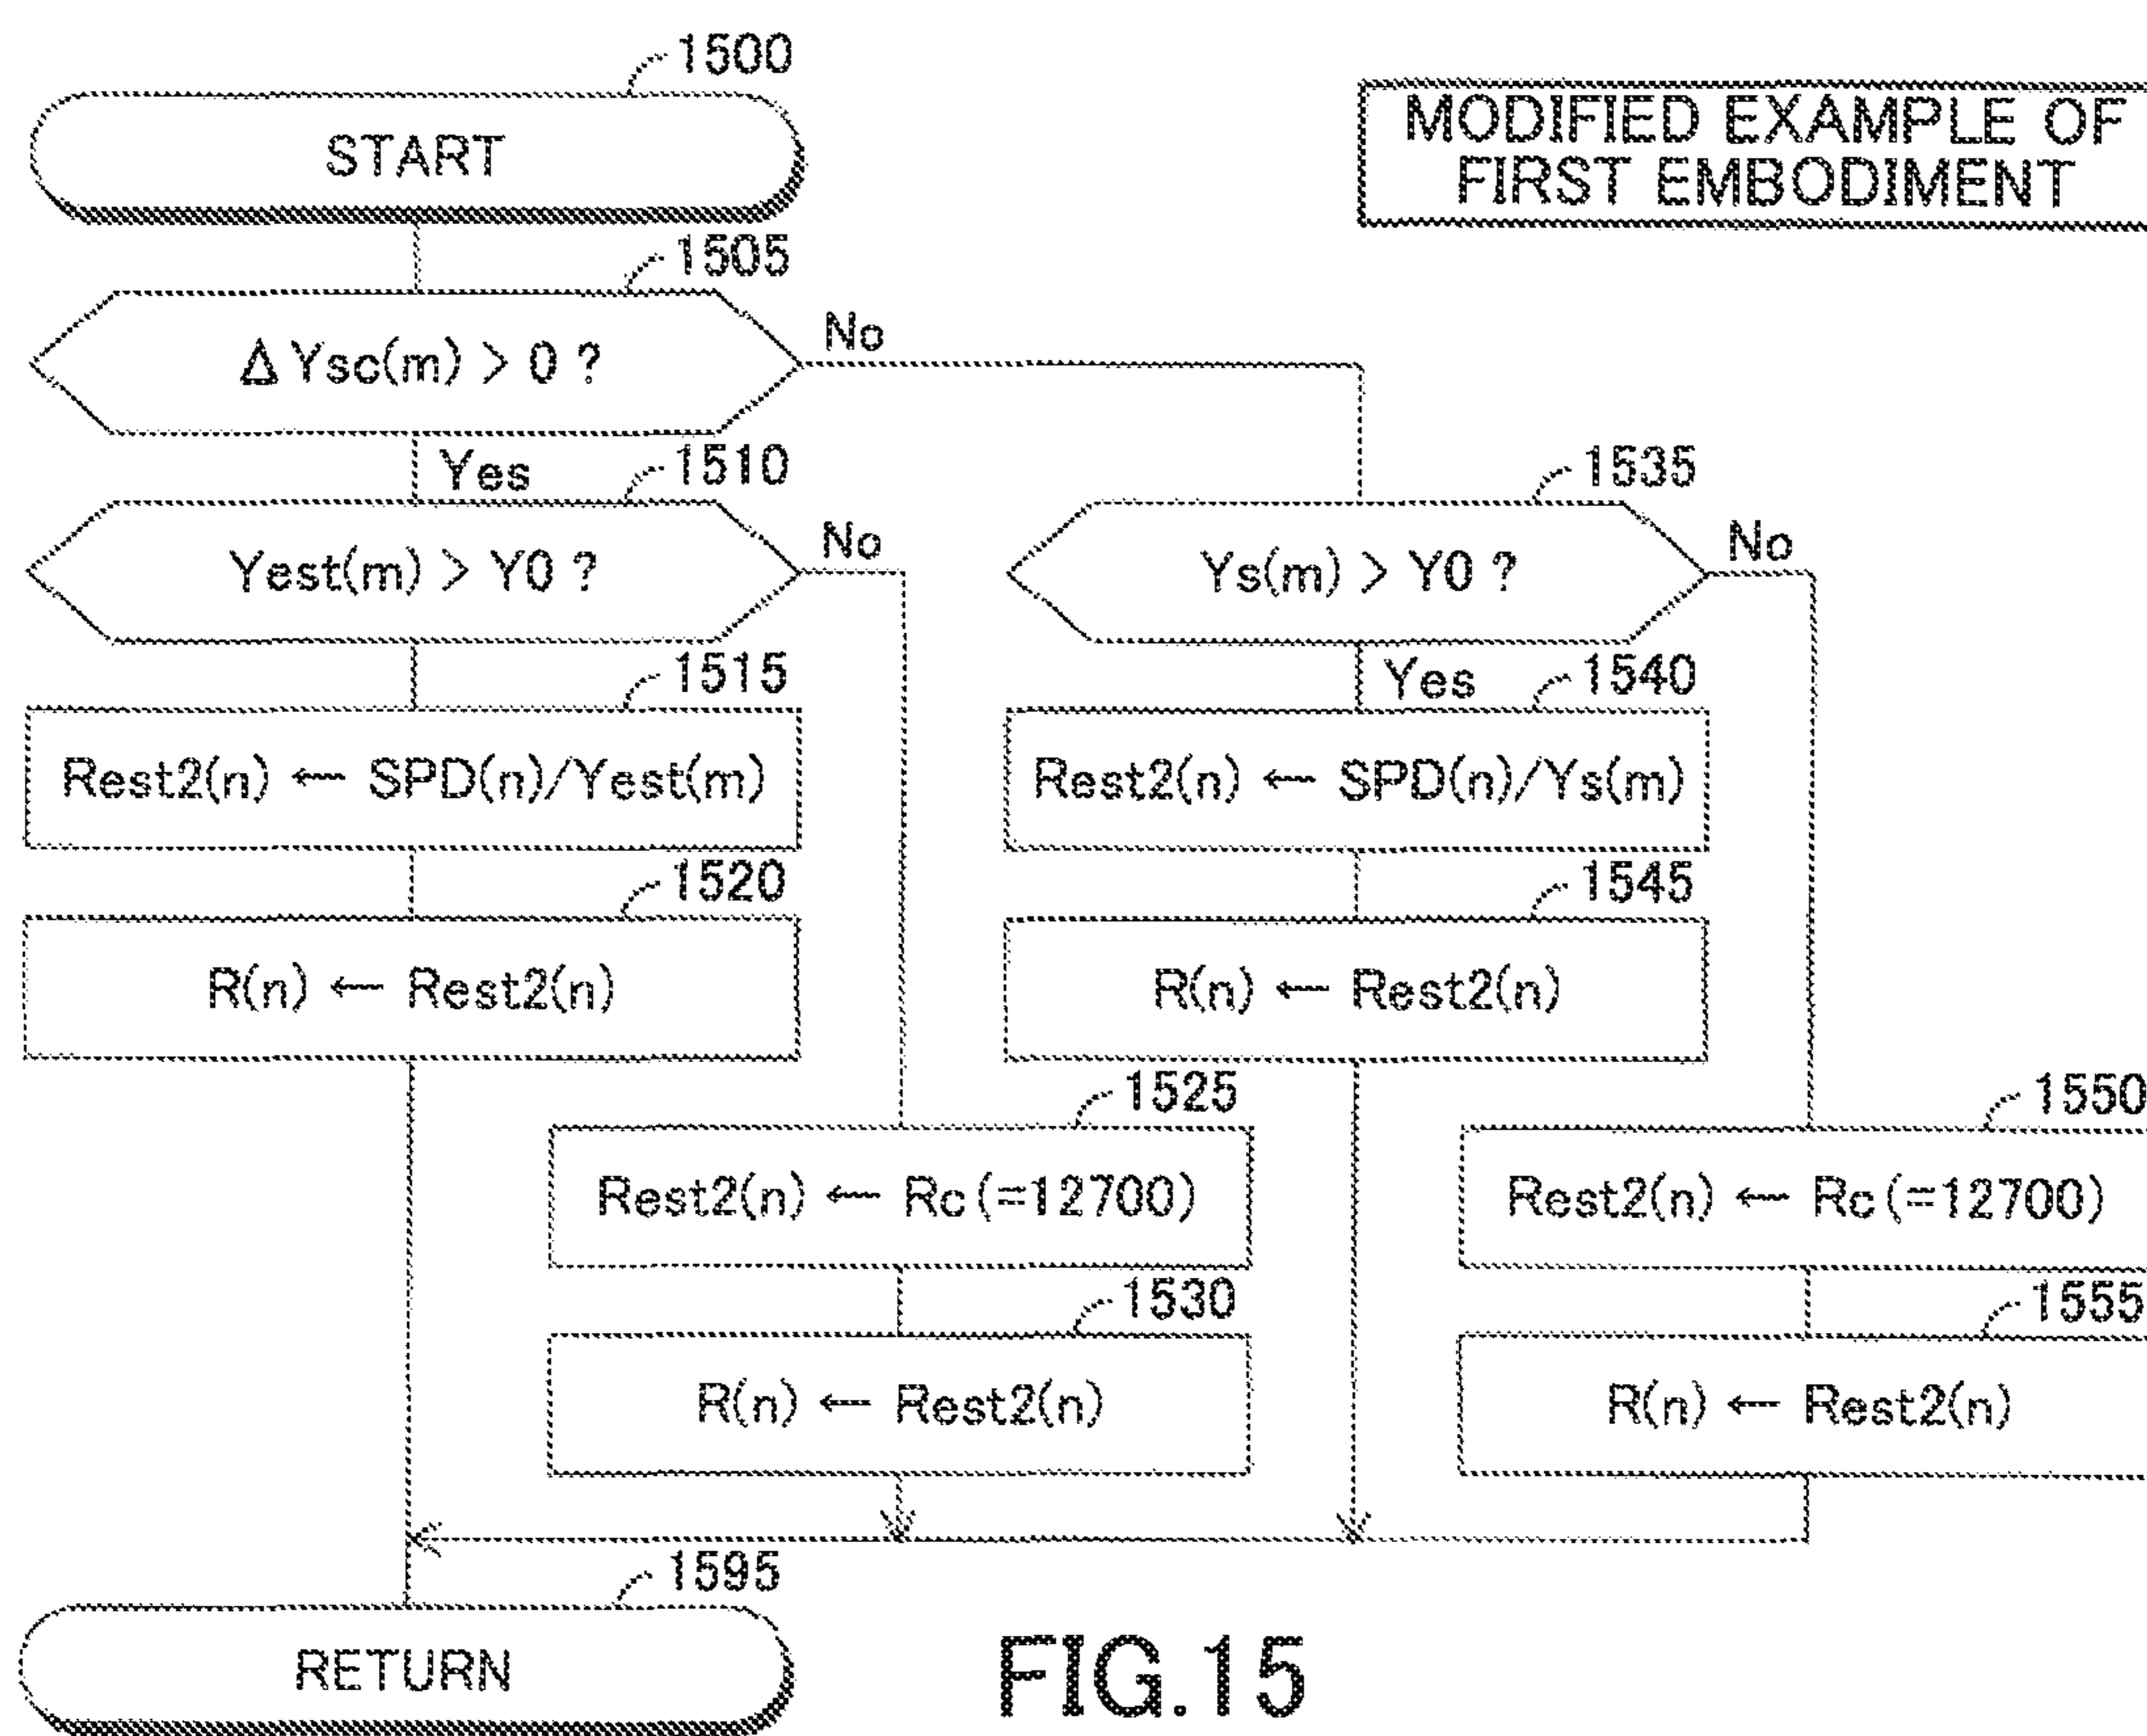 1500
START
MODIFIED EXAMPLE OF
FIRST EMBODIMENT
1505
Δ Ysc(m) > 0 ?
No
Yes
1510
Yest(m) > Y0 ?
No
1535
Ys(m) > Y0 ?
No
1515
Rest2(n) ← SPD(n)/Yest(m)
Yes
1540
Rest2(n) ← SPD(n)/Ys(m)
1520
R(n) ← Rest2(n)
1545
R(n) ← Rest2(n)
1525
Rest2(n) ← Rc (=12700)
1550
Rest2(n) ← Rc (=12700)
1530
R(n) ← Rest2(n)
1555
R(n) ← Rest2(n)
1595
RETURN
FIG.15